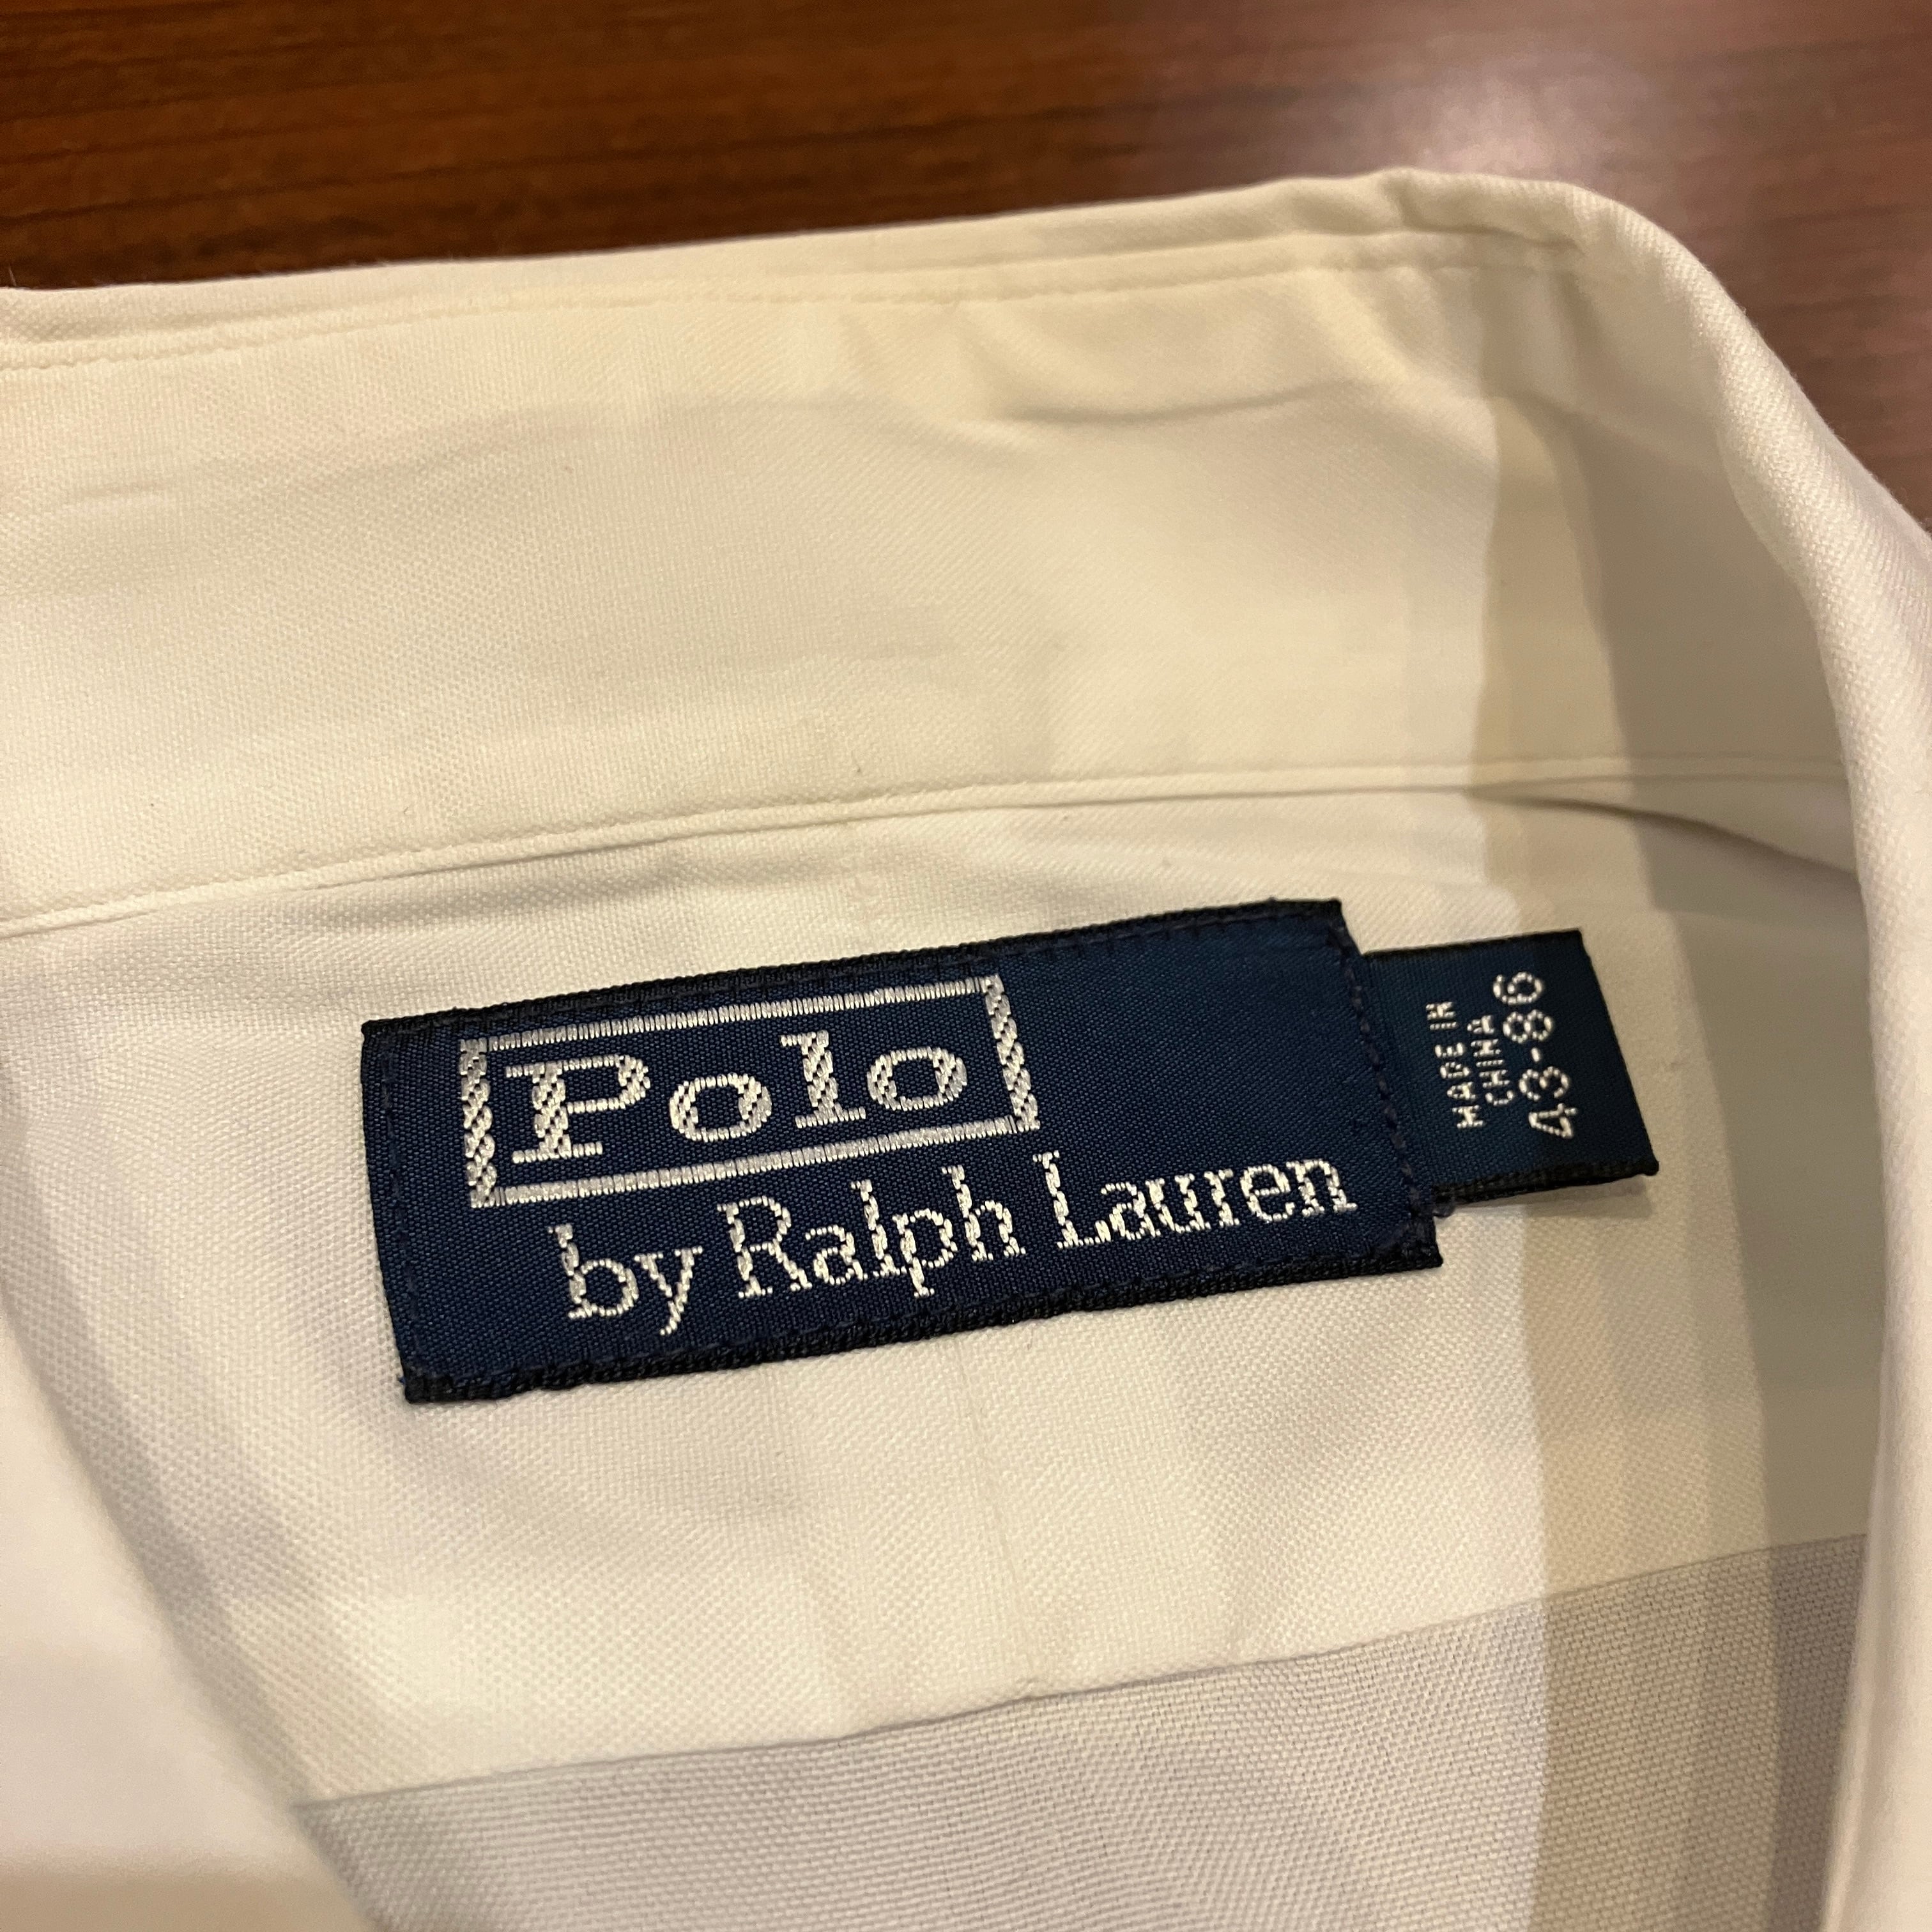 Polo
by Ralph Lauren
MADE IN
CHINA
43-86